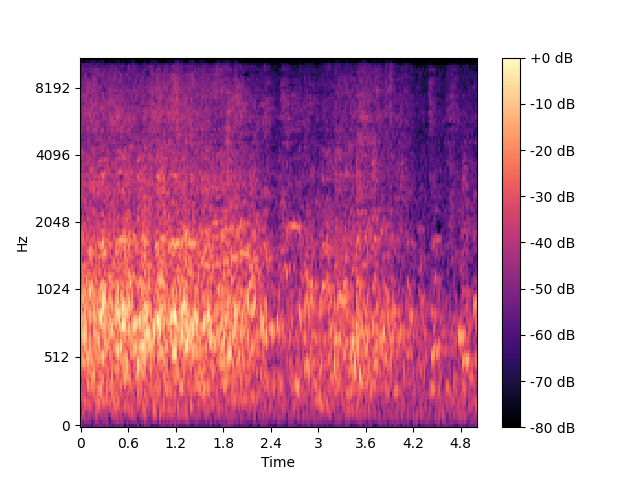 +0 dB
8192
-10 dB
4096
-20 dB
-30 dB
2048
-40 dB
Hz
1024
-50 dB
-60 dB
512
-70 dB
0
-80 dB
0 0.6 1.2 1.8 2.4 3 3.6 4.2 4.8
Time